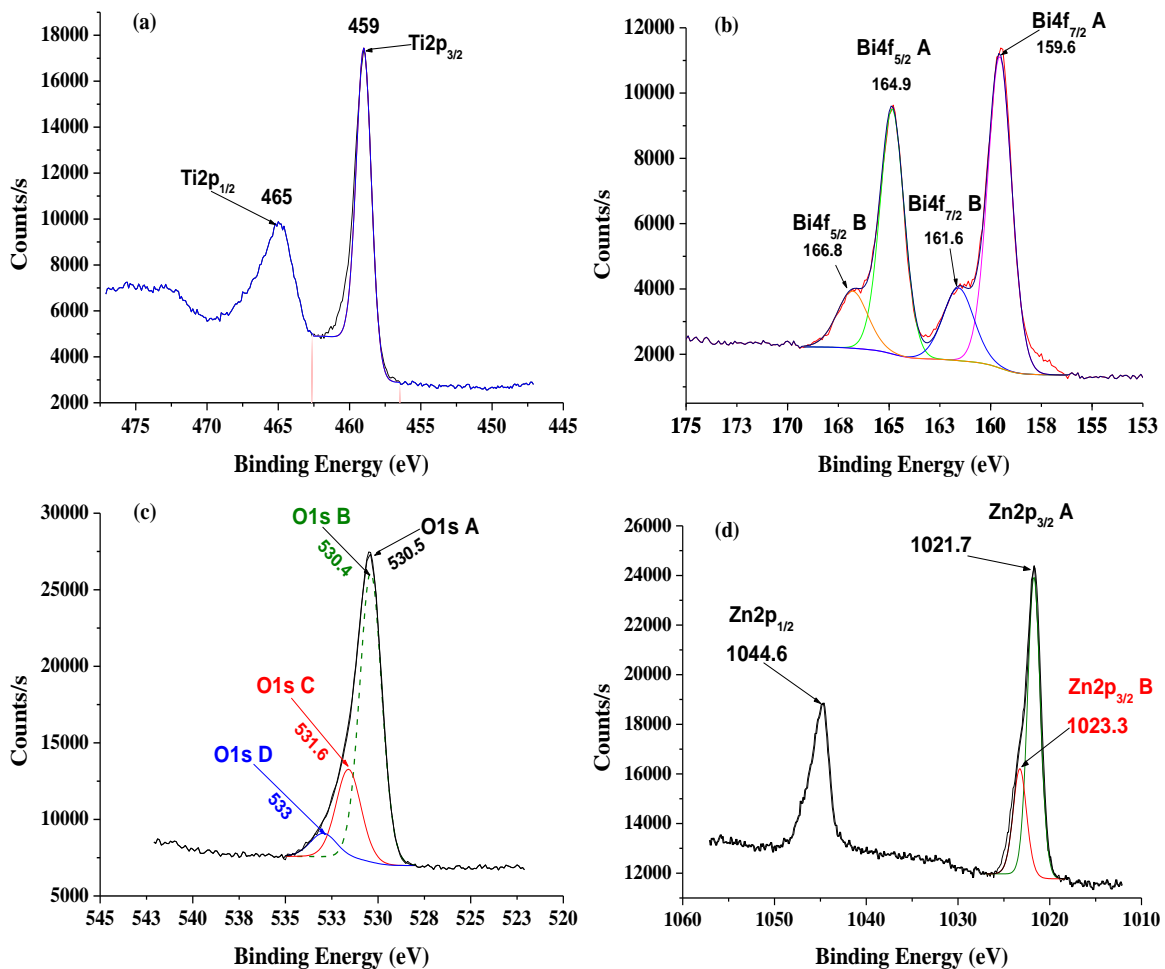 (a)
459
Ti2p3/2
Ti2p1/2
465
Counts/s
18000
16000
14000
12000
10000
8000
6000
4000
2000
475 470 465 460 455 450 445
Binding Energy (eV)
(b)
Bi4f7/2 A
159.6
Bi4f5/2 A
164.9
Bi4f7/2 B
161.6
Bi4f5/2 B
166.8
Counts/s
12000
10000
8000
6000
4000
2000
175 173 170 168 165 163 160 158 155 153
Binding Energy (eV)
(c)
O1s B
530.4
O1s A
530.5
O1s C
531.6
O1s D
533
Counts/s
30000
25000
20000
15000
10000
5000
545 543 540 538 535 533 530 528 525 523 520
Binding Energy (eV)
(d)
Zn2p3/2 A
1021.7
Zn2p1/2
1044.6
Zn2p3/2 B
1023.3
Counts/s
26000
24000
22000
20000
18000
16000
14000
12000
1060 1050 1040 1030 1020 1010
Binding Energy (eV)